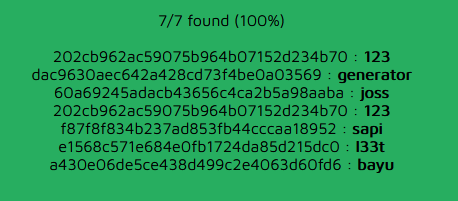 7/7 found (100%)
202cb962ac59075b964b07152d234b70 : 123
dac9630aec642a428cd73f4be0a03569 : generator
60a69245adacb43656c4ca2b5a98aaba : joss
202cb962ac59075b964b07152d234b70 : 123
f87f8f834b237ad853fb44cccaa18952 : sapi
e1568c571e684e0fb1724da85d215dc0 : l33t
a430e06de5ce438d499c2e4063d60fd6 : bayu